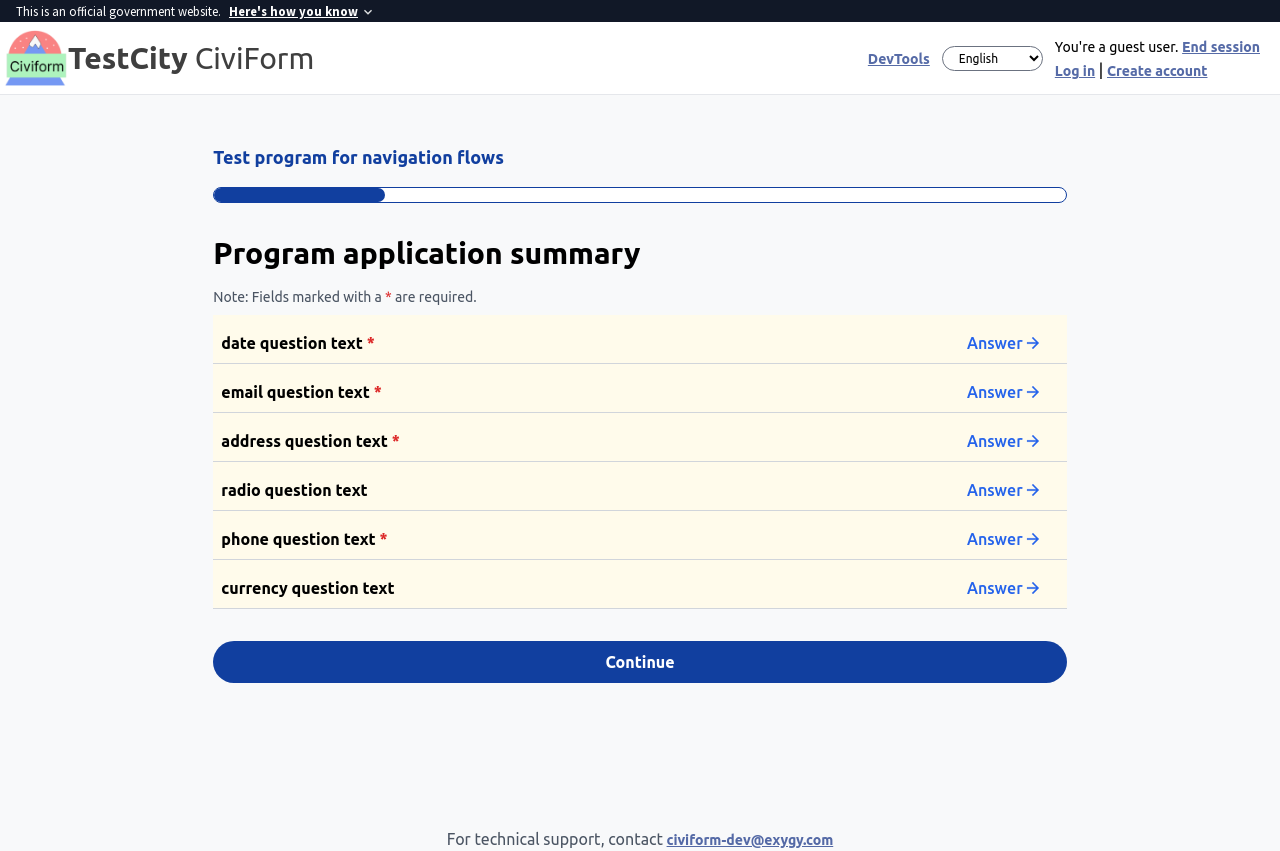 This is an official government website. Here's how you know
Civiform
TestCity CiviForm
DevTools
English
You're a guest user. End session
Log in | Create account
Test program for navigation flows
Program application summary
Note: Fields marked with a * are required.
date question text *
Answer
email question text *
Answer
address question text *
Answer
radio question text
Answer
phone question text *
Answer
currency question text
Answer
Continue
For technical support, contact civiform-dev@exygy.com